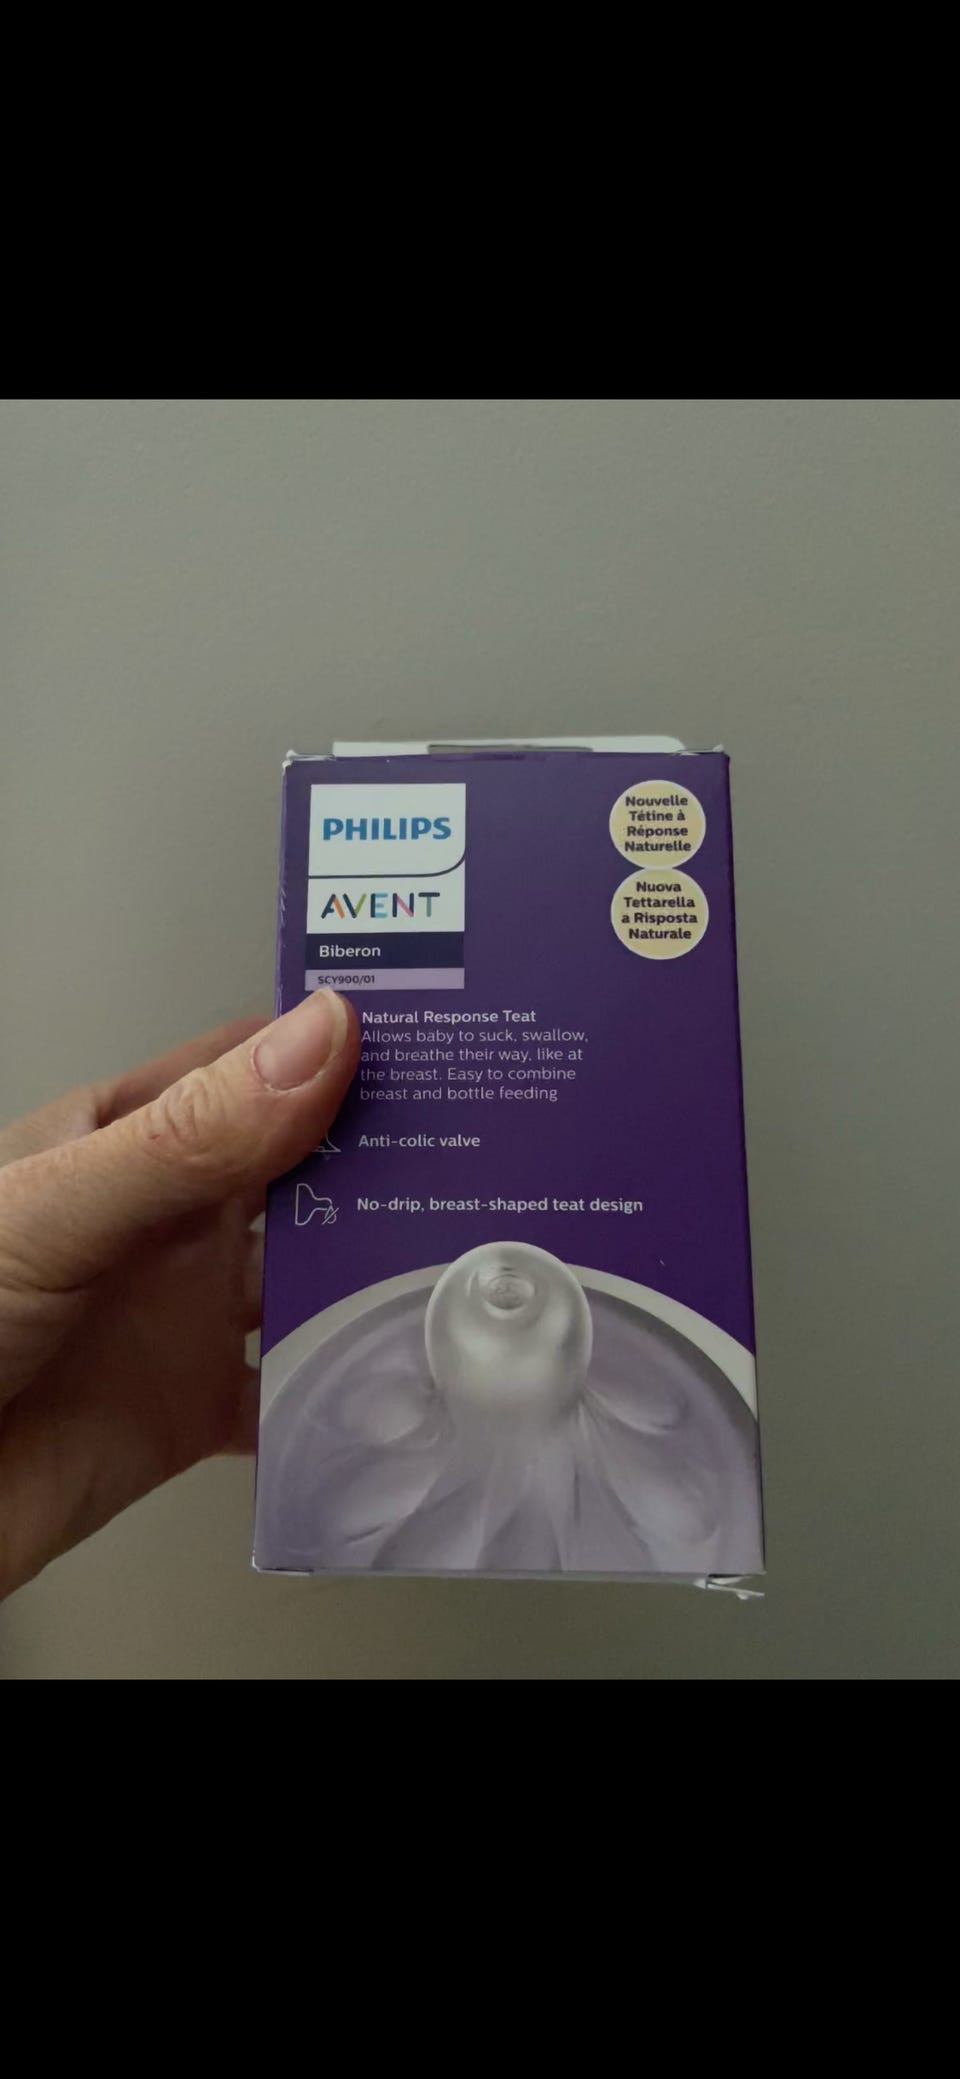 PHILIPS
AVENT
Biberon
SCY900/01
Nouvelle
Tétine à
Réponse
Naturelle
Nuova
Tettarella
a Risposta
Naturale
Natural Response Teat
Allows baby to suck, swallow,
and breathe their way, like at
the breast. Easy to combine
breast and bottle feeding
Anti-colic valve
No-drip, breast-shaped teat design